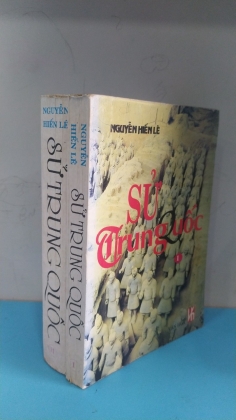 NGUYỄN
HIẾN LÊ
SỬ TRUNG QUỐC
NGUYỄN
HIẾN LÊ
SỬ TRUNG QUỐC
NGUYỄN HIẾN LÊ
SỬ
Trung Quốc